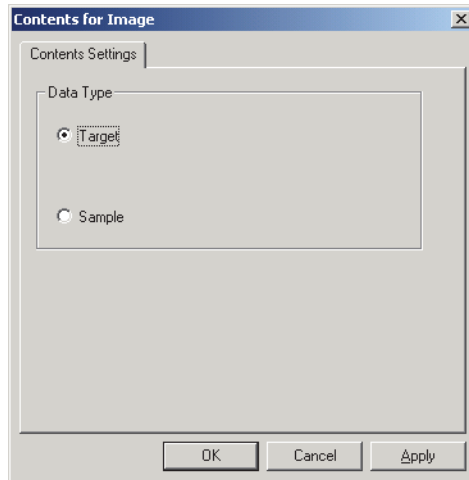 Contents for Image
Contents Settings
Data Type
Target
Sample
OK Cancel Apply